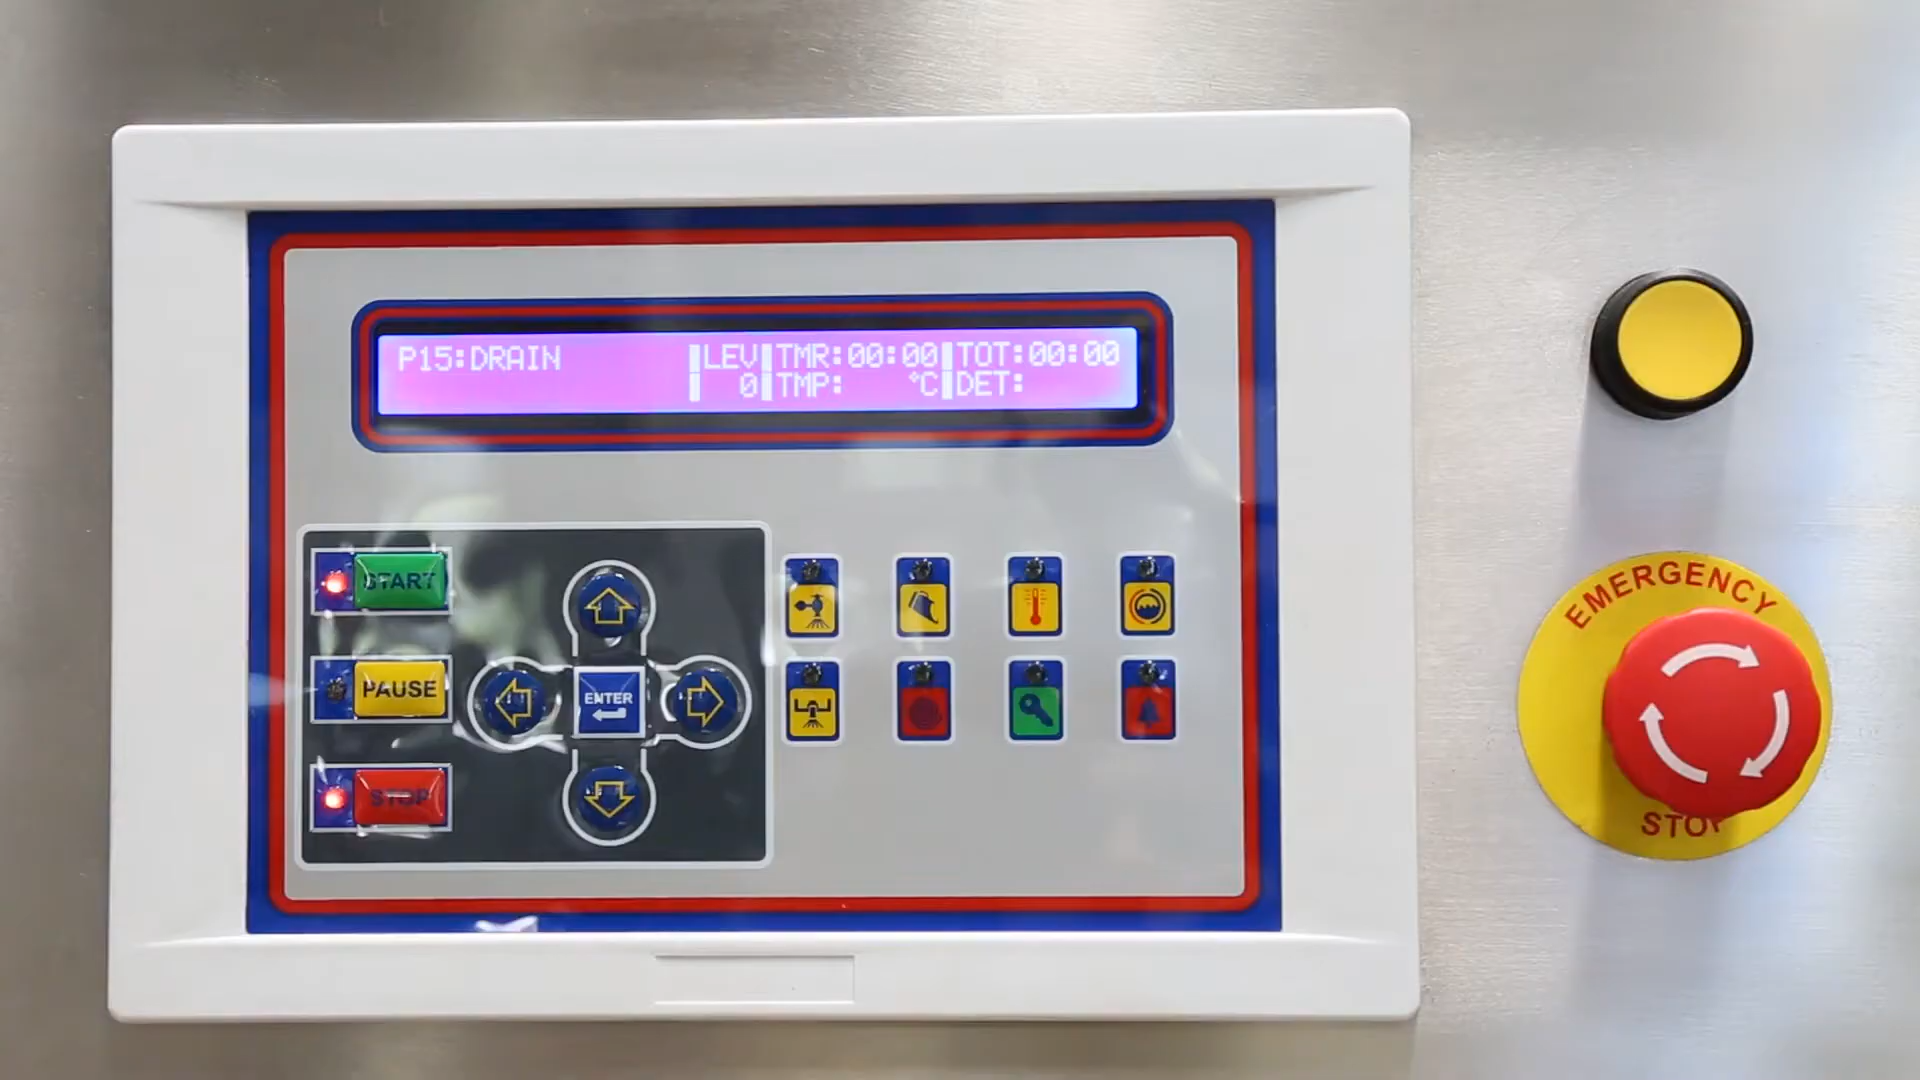 P15:DRAIN LEV TMR:00:00 TOT:00:00
0 TMP: °C DET:
START
PAUSE
ENTER
STOP
EMERGENCY
STOP